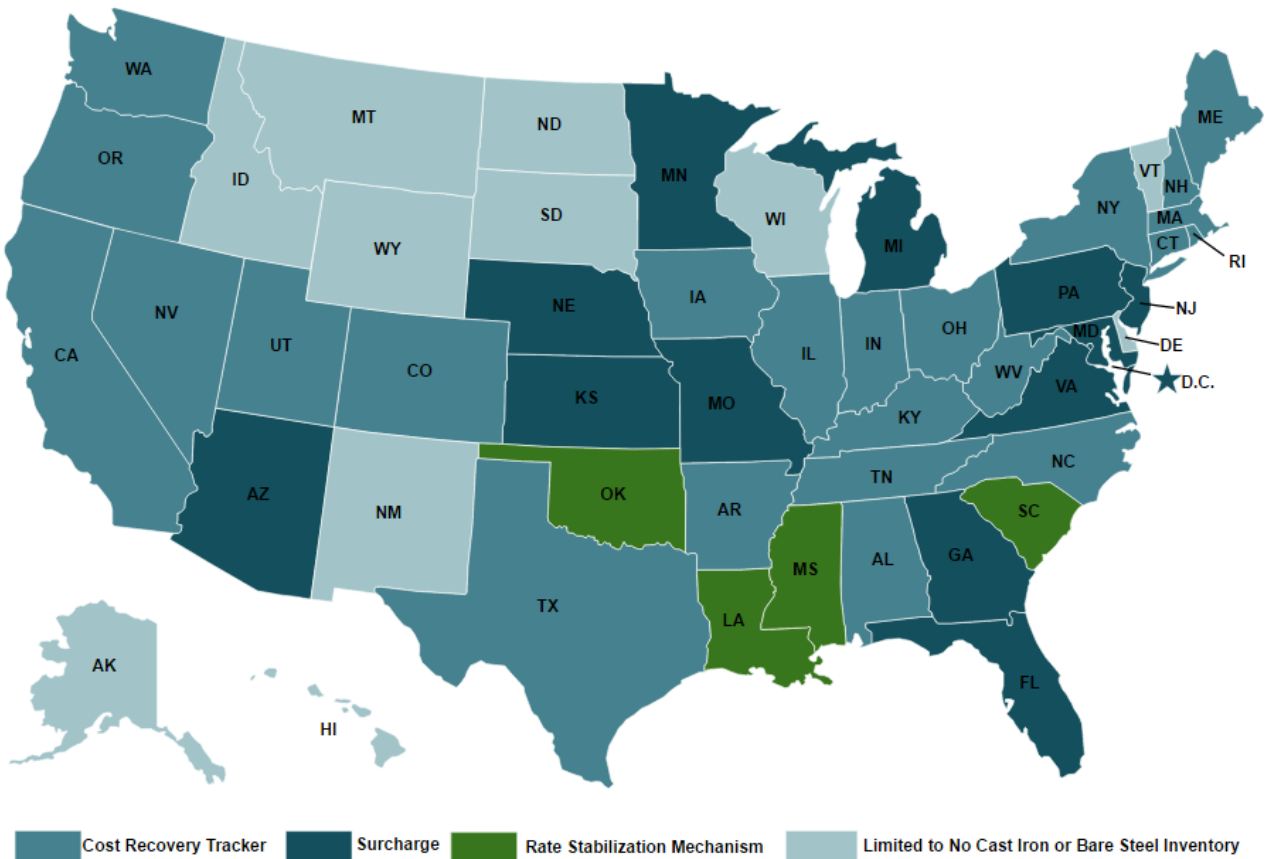 WA
MT
ND
MN
ME
OR
ID
SD
WI
MI
VT
NH
NY
MA
CT
RI
WY
NE
IA
PA
NJ
NV
UT
CO
IL
IN
OH
MD
DE
CA
KS
MO
WV
VA
D.C.
KY
AZ
NM
OK
AR
TN
NC
SC
TX
LA
MS
AL
GA
AK
HI
FL
Cost Recovery Tracker
Surcharge
Rate Stabilization Mechanism
Limited to No Cast Iron or Bare Steel Inventory